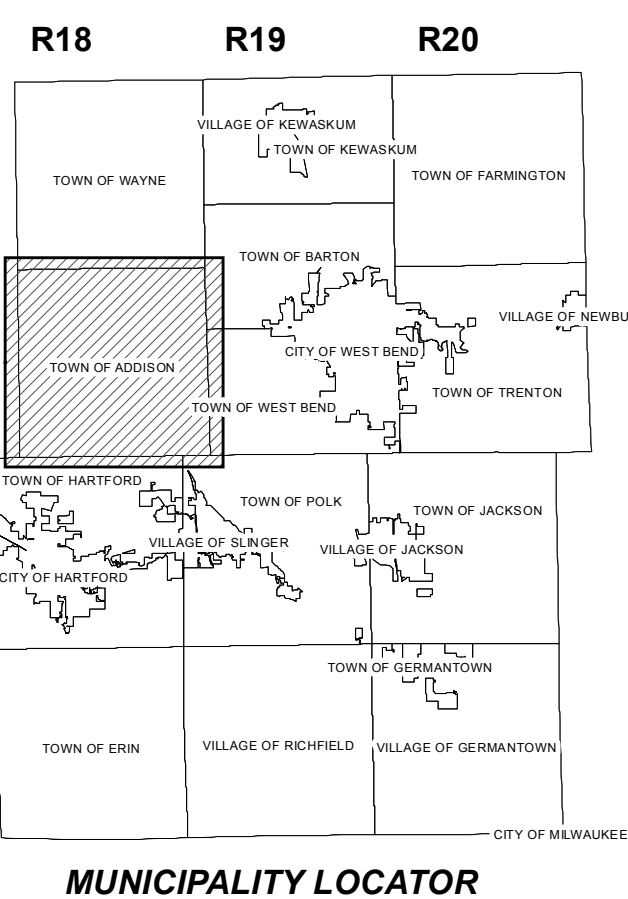 R18 R19 R20
VILLAGE OF KEWASKUM
TOWN OF KEWASKUM
TOWN OF WAYNE
TOWN OF FARMINGTON
TOWN OF BARTON
VILLAGE OF NEWBU
CITY OF WEST BEND
TOWN OF ADDISON
TOWN OF TRENTON
TOWN OF WEST BEND
TOWN OF HARTFORD
TOWN OF POLK
TOWN OF JACKSON
VILLAGE OF SLINGER
VILLAGE OF JACKSON
CITY OF HARTFORD
TOWN OF GERMANTOWN
TOWN OF ERIN
VILLAGE OF RICHFIELD
VILLAGE OF GERMANTOWN
CITY OF MILWAUKEE
MUNICIPALITY LOCATOR